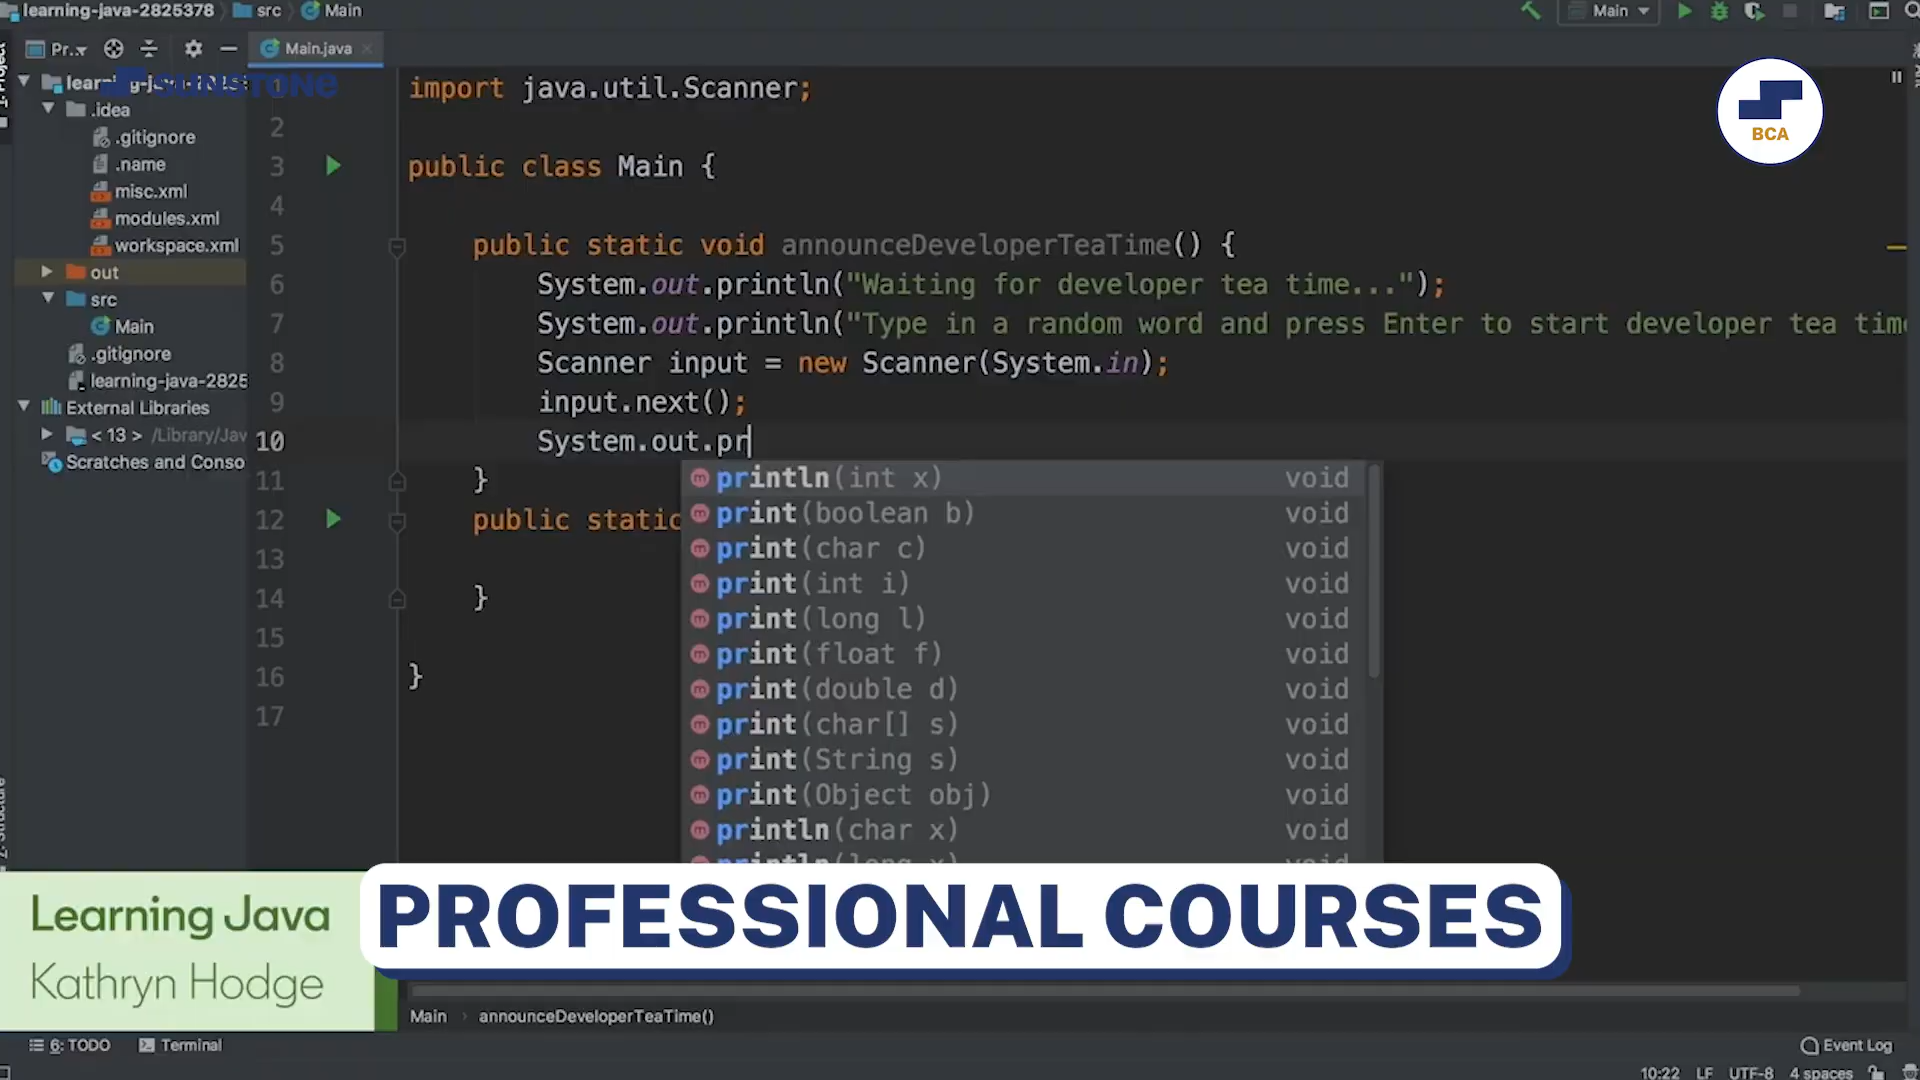 learning-java-2825378 src Main
Main
Pr.. Main.java
SUNSTONE
BCA
.idea
.gitignore
.name
misc.xml
modules.xml
workspace.xml
out
src
Main
.gitignore
learning-java-2825
External Libraries
< 13 > /Library/Jav
Scratches and Conso
import java.util.Scanner;
2
3 public class Main {
4
5 public static void announceDeveloperTeaTime() {
6 System.out.println("Waiting for developer tea time...");
7 System.out.println("Type in a random word and press Enter to start developer tea tim
8 Scanner input = new Scanner(System.in);
9 input.next();
10 System.out.pr
11 }
12 public static
13
14 }
15
16 }
17
println(int x) void
print(boolean b) void
print(char c) void
print(int i) void
print(long l) void
print(float f) void
print(double d) void
print(char[] s) void
print(String s) void
print(Object obj) void
println(char x) void
Learning Java
Kathryn Hodge
PROFESSIONAL COURSES
Main announceDeveloperTeaTime()
6: TODO Terminal Event Log
10:22 LF UTF-8 4 spaces